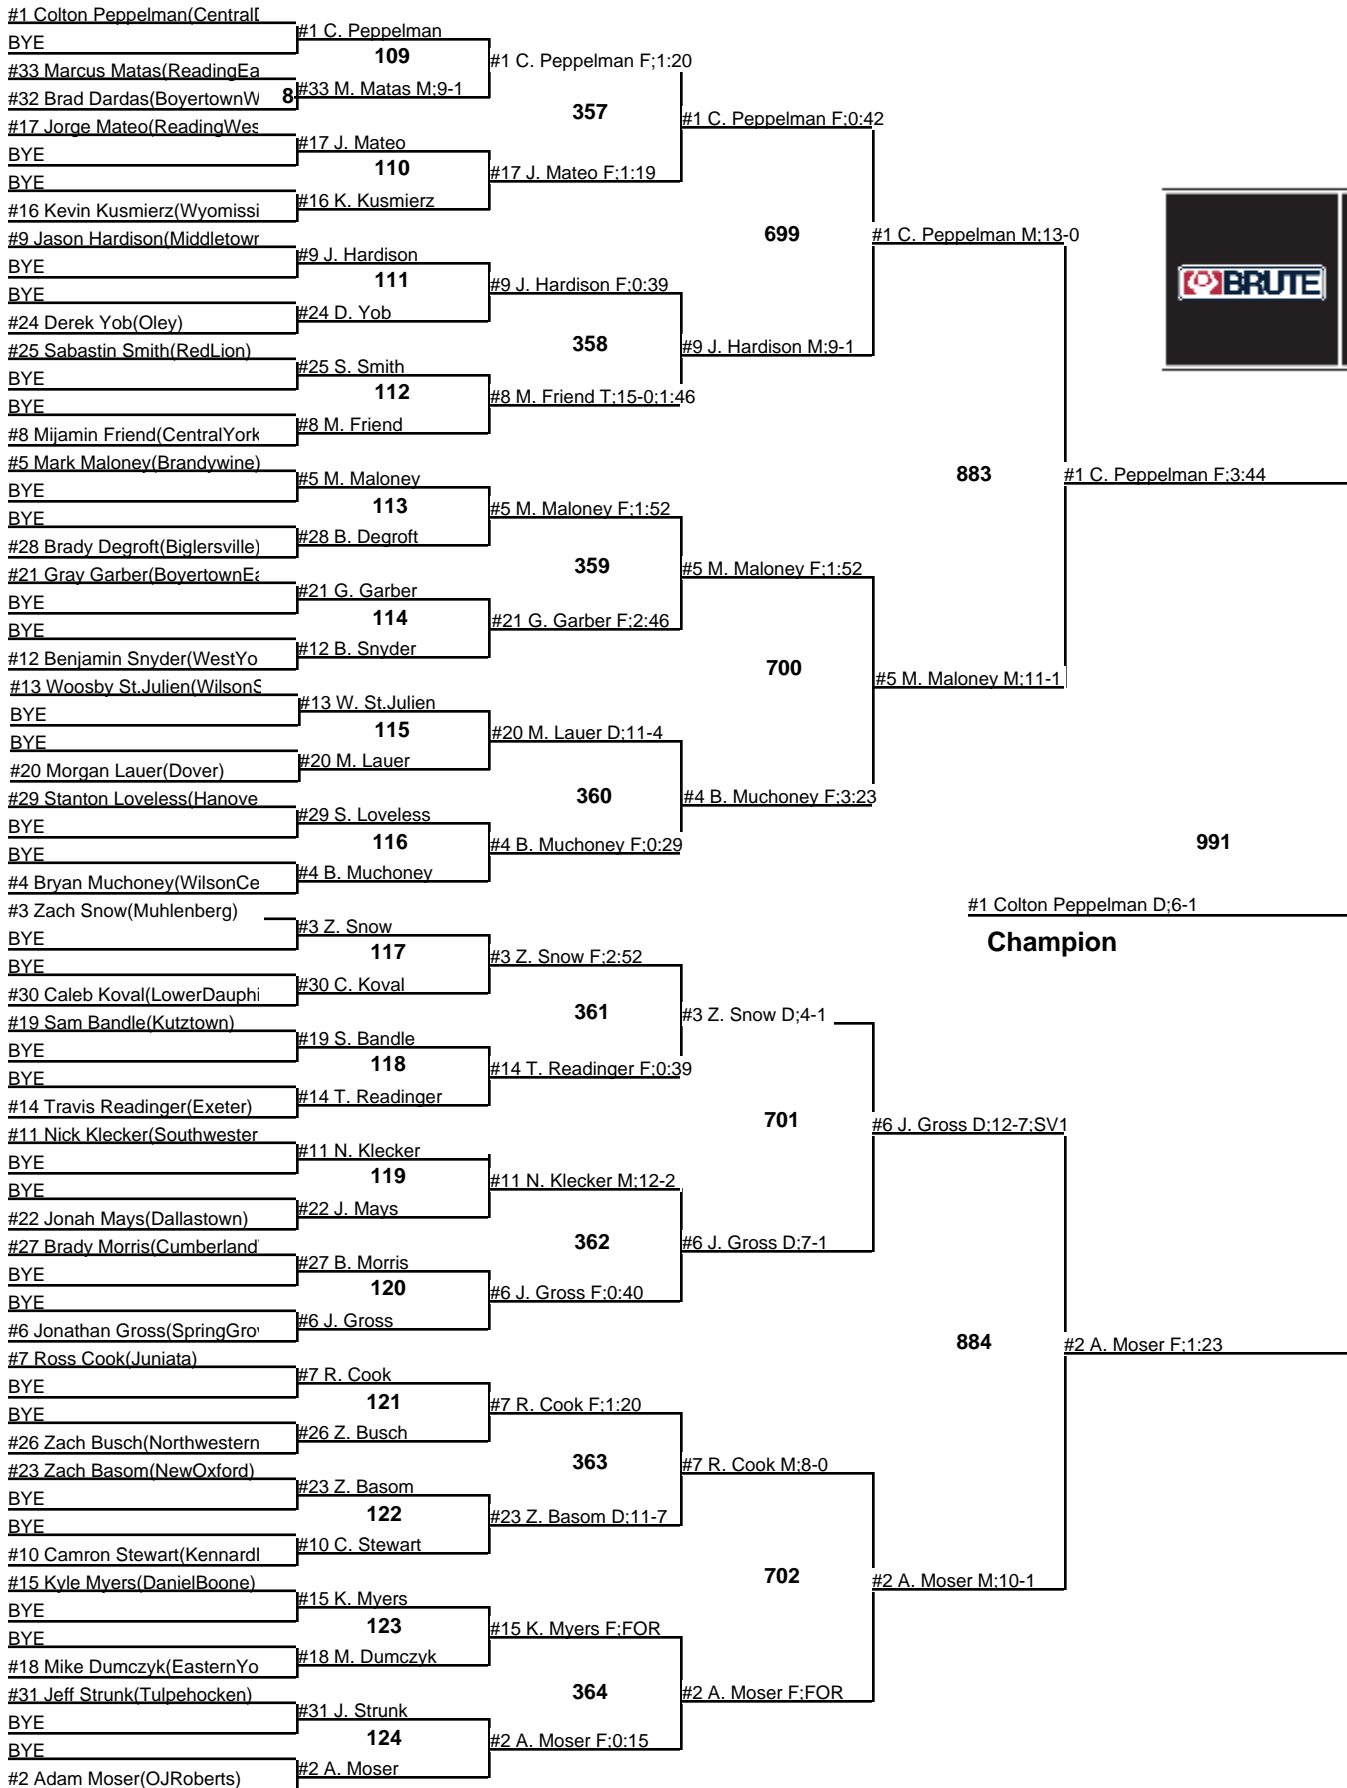 #1 Colton Peppelman(Central
BYE
#33 Marcus Matas(ReadingEa
#32 Brad Dardas(BoyertownW
8
#17 Jorge Mateo(ReadingWes
BYE
BYE
#16 Kevin Kusmierz(Wyomissi
#9 Jason Hardison(Middletown
BYE
BYE
#24 Derek Yob(Oley)
#25 Sabastin Smith(RedLion)
BYE
BYE
#8 Mijamin Friend(CentralYork
#5 Mark Maloney(Brandywine)
BYE
BYE
#28 Brady Degroft(Biglersville)
#21 Gray Garber(BoyertownEa
BYE
BYE
#12 Benjamin Snyder(WestYo
#13 Woosby St.Julien(WilsonS
BYE
BYE
#20 Morgan Lauer(Dover)
#29 Stanton Loveless(Hanove
BYE
BYE
#4 Bryan Muchoney(WilsonCe
#3 Zach Snow(Muhlenberg)
BYE
BYE
#30 Caleb Koval(LowerDauphi
#19 Sam Bandle(Kutztown)
BYE
BYE
#14 Travis Readinger(Exeter)
#11 Nick Klecker(Southwester
BYE
BYE
#22 Jonah Mays(Dallastown)
#27 Brady Morris(Cumberland
BYE
BYE
#6 Jonathan Gross(SpringGro
#7 Ross Cook(Juniata)
BYE
BYE
#26 Zach Busch(Northwestern
#23 Zach Basom(NewOxford)
BYE
BYE
#10 Camron Stewart(Kennard
#15 Kyle Myers(DanielBoone)
BYE
BYE
#18 Mike Dumczyk(EasternYo
#31 Jeff Strunk(Tulpehocken)
BYE
BYE
#2 Adam Moser(OJRoberts)
#1 C. Peppelman
109
#33 M. Matas M;9-1
#17 J. Mateo
110
#16 K. Kusmierz
#9 J. Hardison
111
#24 D. Yob
#25 S. Smith
112
#8 M. Friend
#5 M. Maloney
113
#28 B. Degroft
#21 G. Garber
114
#12 B. Snyder
#13 W. St.Julien
115
#20 M. Lauer
#29 S. Loveless
116
#4 B. Muchoney
#3 Z. Snow
117
#30 C. Koval
#19 S. Bandle
118
#14 T. Readinger
#11 N. Klecker
119
#22 J. Mays
#27 B. Morris
120
#6 J. Gross
#7 R. Cook
121
#26 Z. Busch
#23 Z. Basom
122
#10 C. Stewart
#15 K. Myers
123
#18 M. Dumczyk
#31 J. Strunk
124
#2 A. Moser
#1 C. Peppelman F;1:20
357
#17 J. Mateo F;1:19
#9 J. Hardison F;0:39
358
#8 M. Friend T;15-0;1:46
#5 M. Maloney F;1:52
359
#21 G. Garber F;2:46
#20 M. Lauer D;11-4
360
#4 B. Muchoney F;0:29
#3 Z. Snow F;2:52
361
#14 T. Readinger F;0:39
#11 N. Klecker M;12-2
362
#6 J. Gross F;0:40
#7 R. Cook F;1:20
363
#23 Z. Basom D;11-7
#15 K. Myers F;FOR
364
#2 A. Moser F;0:15
#1 C. Peppelman F;0:42
699
#9 J. Hardison M;9-1
#5 M. Maloney F;1:52
700
#4 B. Muchoney F;3:23
#3 Z. Snow D;4-1
701
#6 J. Gross D;7-1
#7 R. Cook M;8-0
702
#2 A. Moser F;FOR
#1 C. Peppelman M;13-0
883
#5 M. Maloney M;11-1
#6 J. Gross D;12-7;SV1
884
#2 A. Moser M;10-1
BRUTE
#1 C. Peppelman F;3:44
991
#1 Colton Peppelman D;6-1
Champion
#2 A. Moser F;1:23